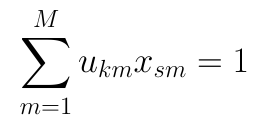 \sum_{m=1}^{M} u_{km} x_{sm} = 1